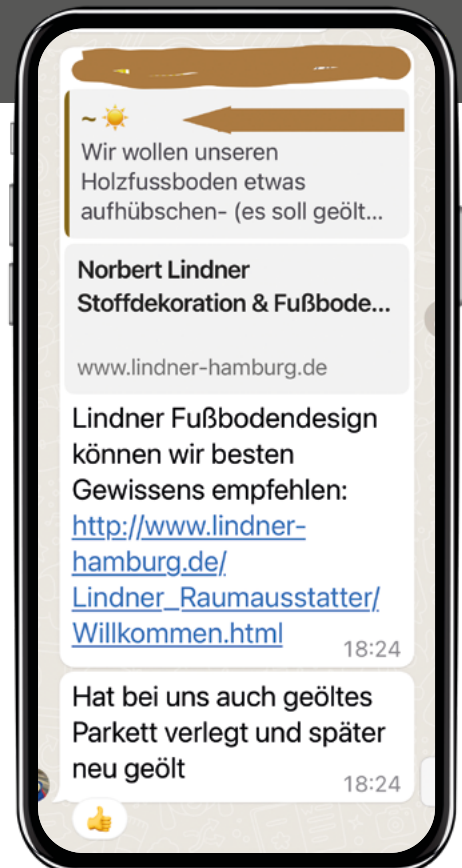 ~ ☀️
Wir wollen unseren
Holzfussboden etwas
aufhübschen- (es soll geölt...
Norbert Lindner
Stoffdekoration & Fußbode...
www.lindner-hamburg.de
Lindner Fußbodendesign
können wir besten
Gewissens empfehlen:
http://www.lindner-
hamburg.de/
Lindner_Raumausstatter/
Willkommen.html
18:24
Hat bei uns auch geöltes
Parkett verlegt und später
neu geölt
18:24
👍